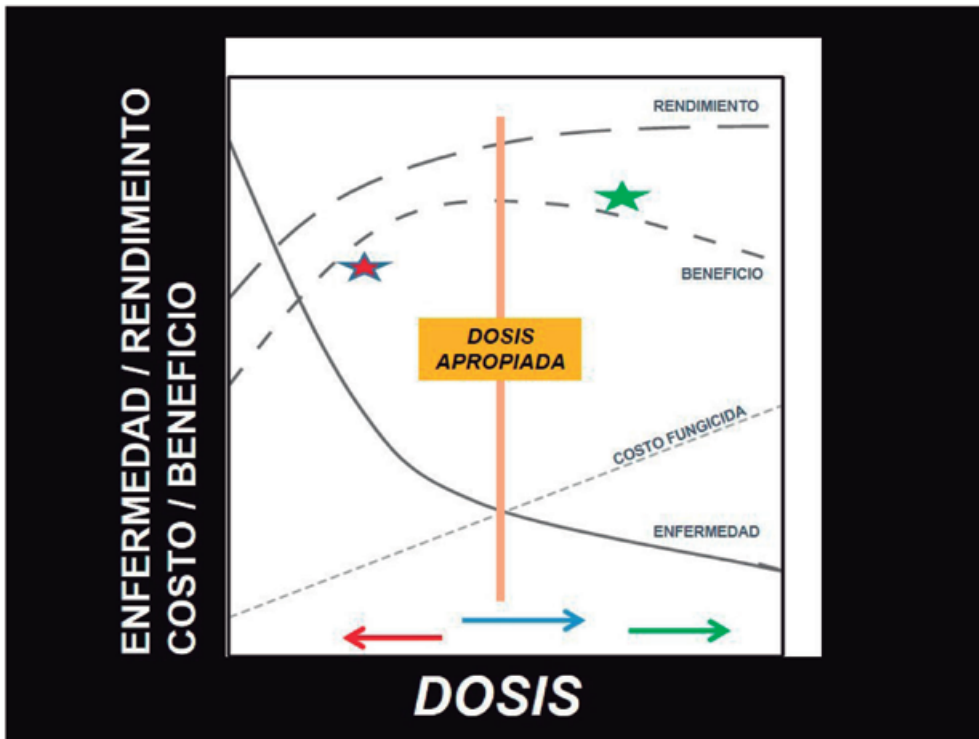 ENFERMEDAD / RENDIMEINTO
COSTO / BENEFICIO
RENDIMIENTO
BENEFICIO
DOSIS
APROPIADA
COSTO FUNGICIDA
ENFERMEDAD
DOSIS